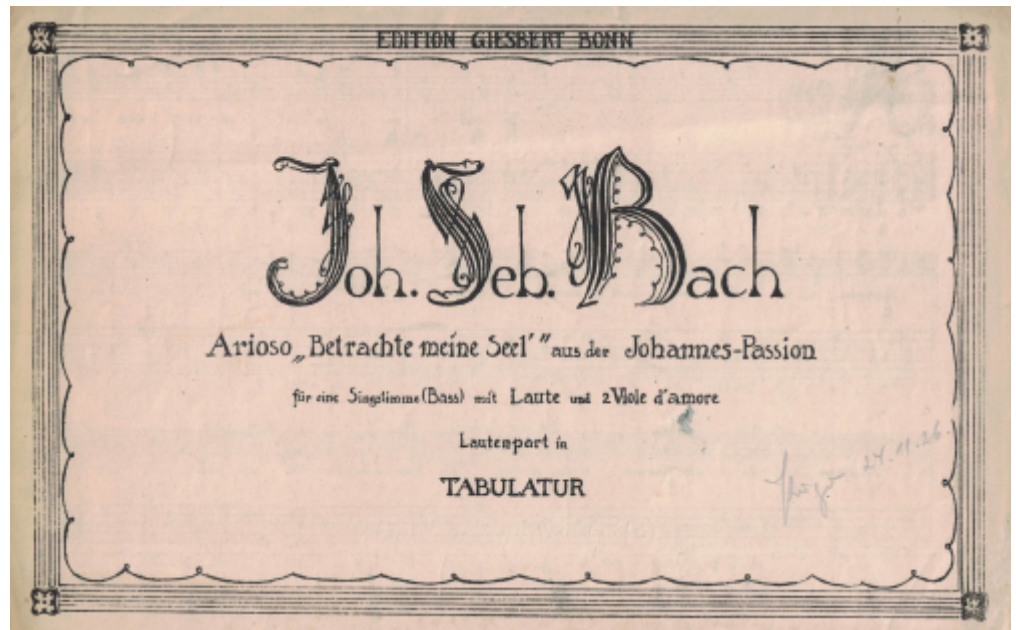 EDITION GIESBERT BONN
Joh. Seb. Bach
Arioso „Betrachte meine Seel'" aus der Johannes-Passion
für eine Singstimme (Bass) mit Laute und 2 Viole d'amore
Lautenpart in
TABULATUR
24.11.26.